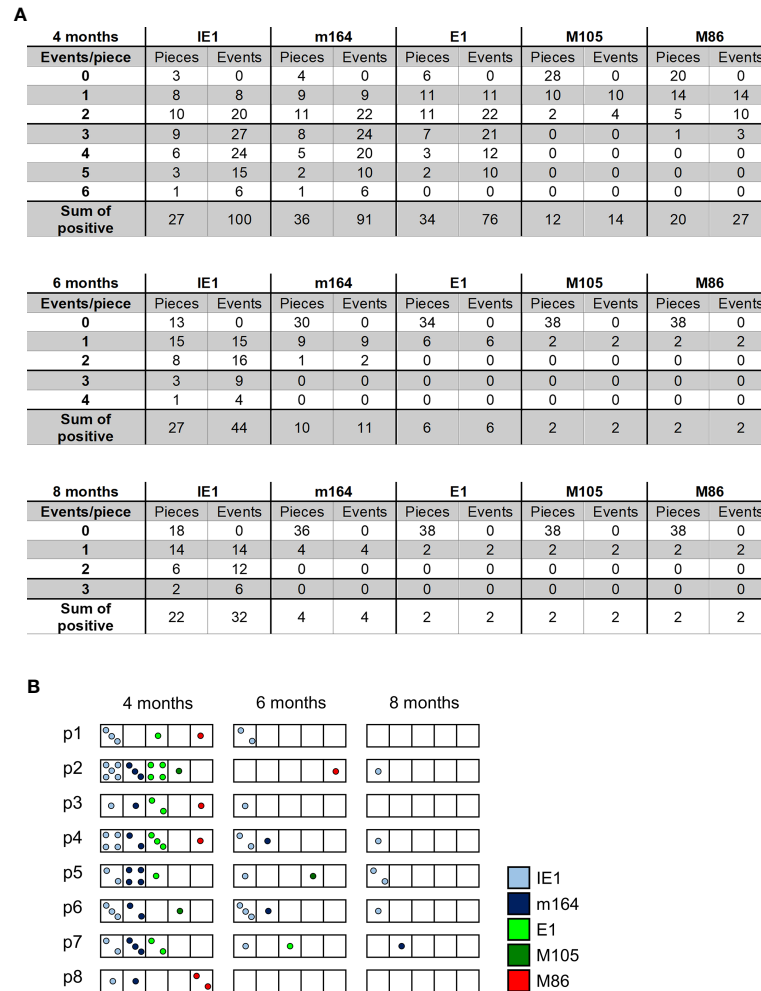 A
4 months IE1 m164 E1 M105 M86
Events/piece Pieces Events Pieces Events Pieces Events Pieces Events Pieces Events
0 3 0 4 0 6 0 28 0 20 0
1 8 8 9 9 11 11 10 10 14 14
2 10 20 11 22 11 22 2 4 5 10
3 9 27 8 24 7 21 0 0 1 3
4 6 24 5 20 3 12 0 0 0 0
5 3 15 2 10 2 10 0 0 0 0
6 1 6 1 6 0 0 0 0 0 0
Sum of positive 27 100 36 91 34 76 12 14 20 27
6 months IE1 m164 E1 M105 M86
Events/piece Pieces Events Pieces Events Pieces Events Pieces Events Pieces Events
0 13 0 30 0 34 0 38 0 38 0
1 15 15 9 9 6 6 2 2 2 2
2 8 16 1 2 0 0 0 0 0 0
3 3 9 0 0 0 0 0 0 0 0
4 1 4 0 0 0 0 0 0 0 0
Sum of positive 27 44 10 11 6 6 2 2 2 2
8 months IE1 m164 E1 M105 M86
Events/piece Pieces Events Pieces Events Pieces Events Pieces Events Pieces Events
0 18 0 36 0 38 0 38 0 38 0
1 14 14 4 4 2 2 2 2 2 2
2 6 12 0 0 0 0 0 0 0 0
3 2 6 0 0 0 0 0 0 0 0
Sum of positive 22 32 4 4 2 2 2 2 2 2
B
4 months 6 months 8 months
p1
p2
p3
p4
p5
p6
p7
p8
IE1
m164
E1
M105
M86